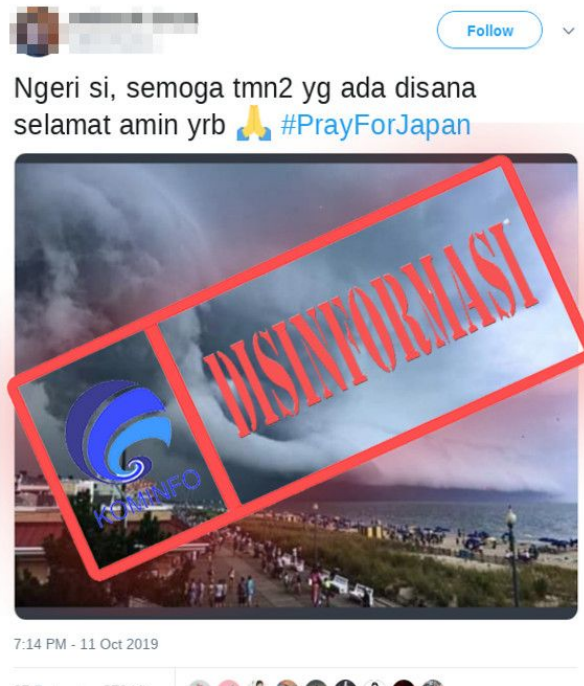 Follow
Ngeri si, semoga tmn2 yg ada disana
selamat amin yrb 🙏 #PrayForJapan
DISINFORMASI
KOMINFO
7:14 PM - 11 Oct 2019